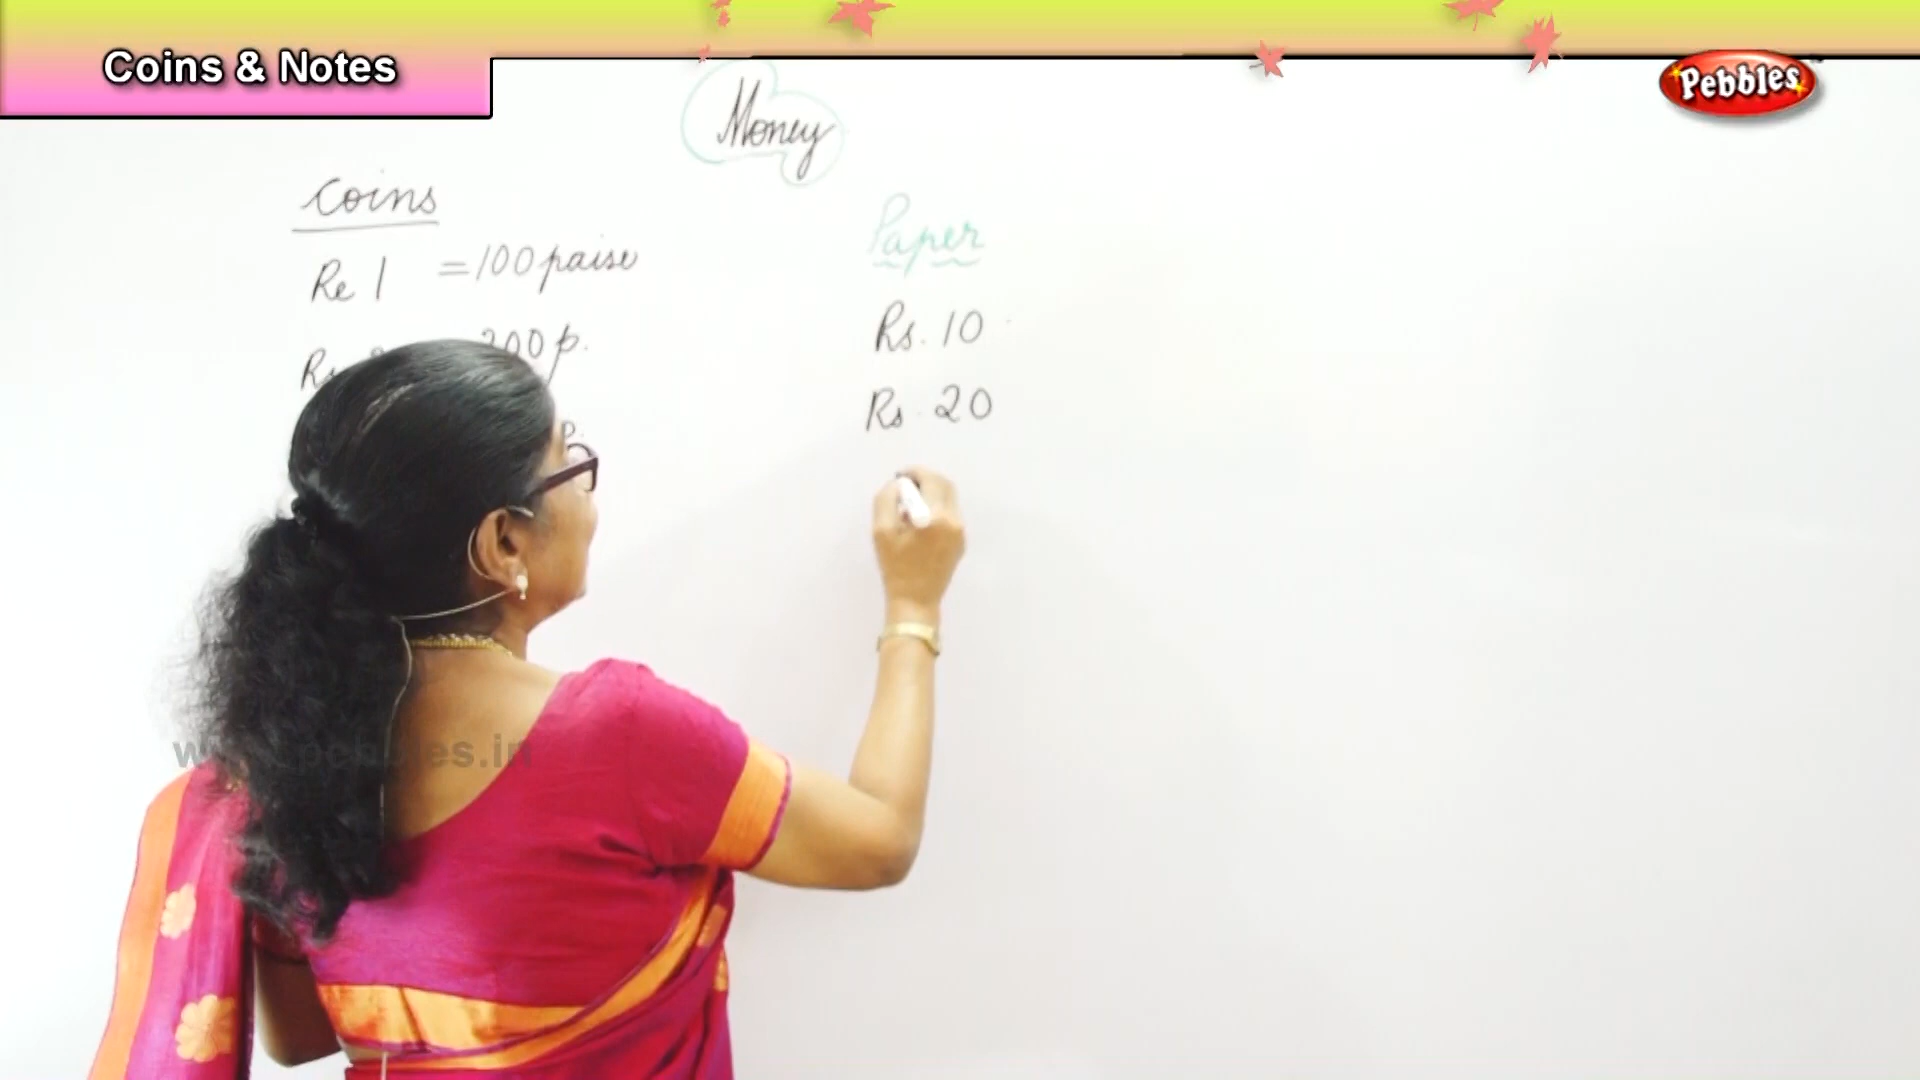 Coins & Notes
Pebbles
Money
Coins
Re 1 = 100 paise
200 p.
p.
Paper
Rs. 10
Rs. 20